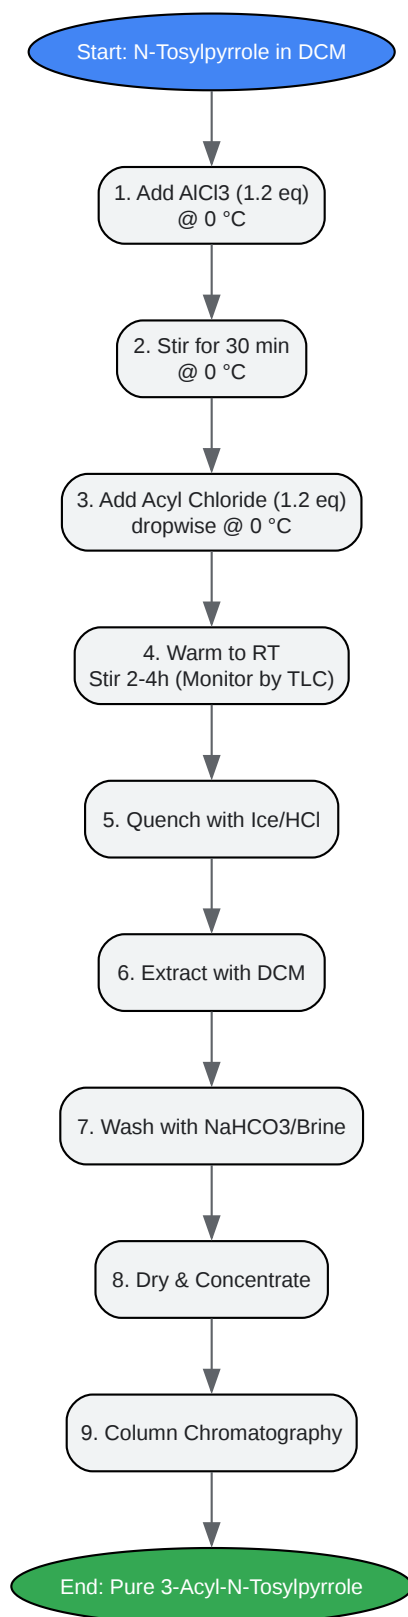 Start: N-Tosylpyrrole in DCM
1. Add AlCl3 (1.2 eq)
@ 0 °C
2. Stir for 30 min
@ 0 °C
3. Add Acyl Chloride (1.2 eq)
dropwise @ 0 °C
4. Warm to RT
Stir 2-4h (Monitor by TLC)
5. Quench with Ice/HCl
6. Extract with DCM
7. Wash with NaHCO3/Brine
8. Dry & Concentrate
9. Column Chromatography
End: Pure 3-Acyl-N-Tosylpyrrole